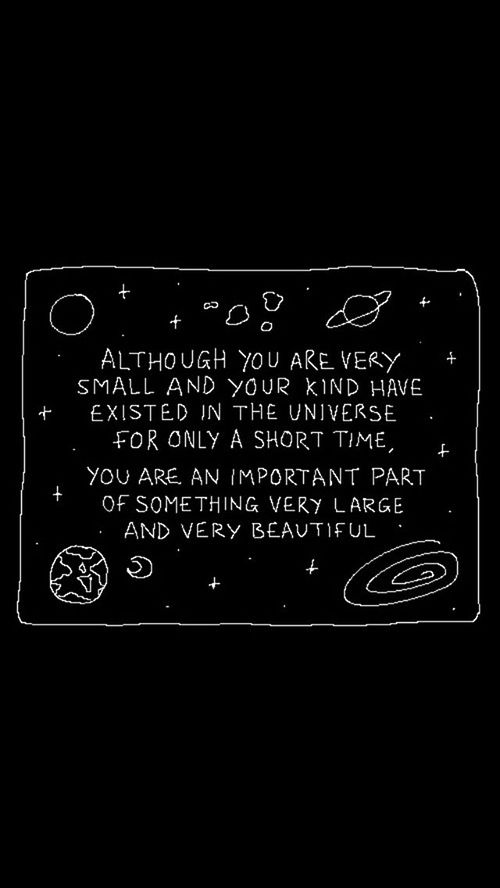 ALTHOUGH YOU ARE VERY
SMALL AND YOUR KIND HAVE
EXISTED IN THE UNIVERSE
FOR ONLY A SHORT TIME,
YOU ARE AN IMPORTANT PART
OF SOMETHING VERY LARGE
AND VERY BEAUTIFUL